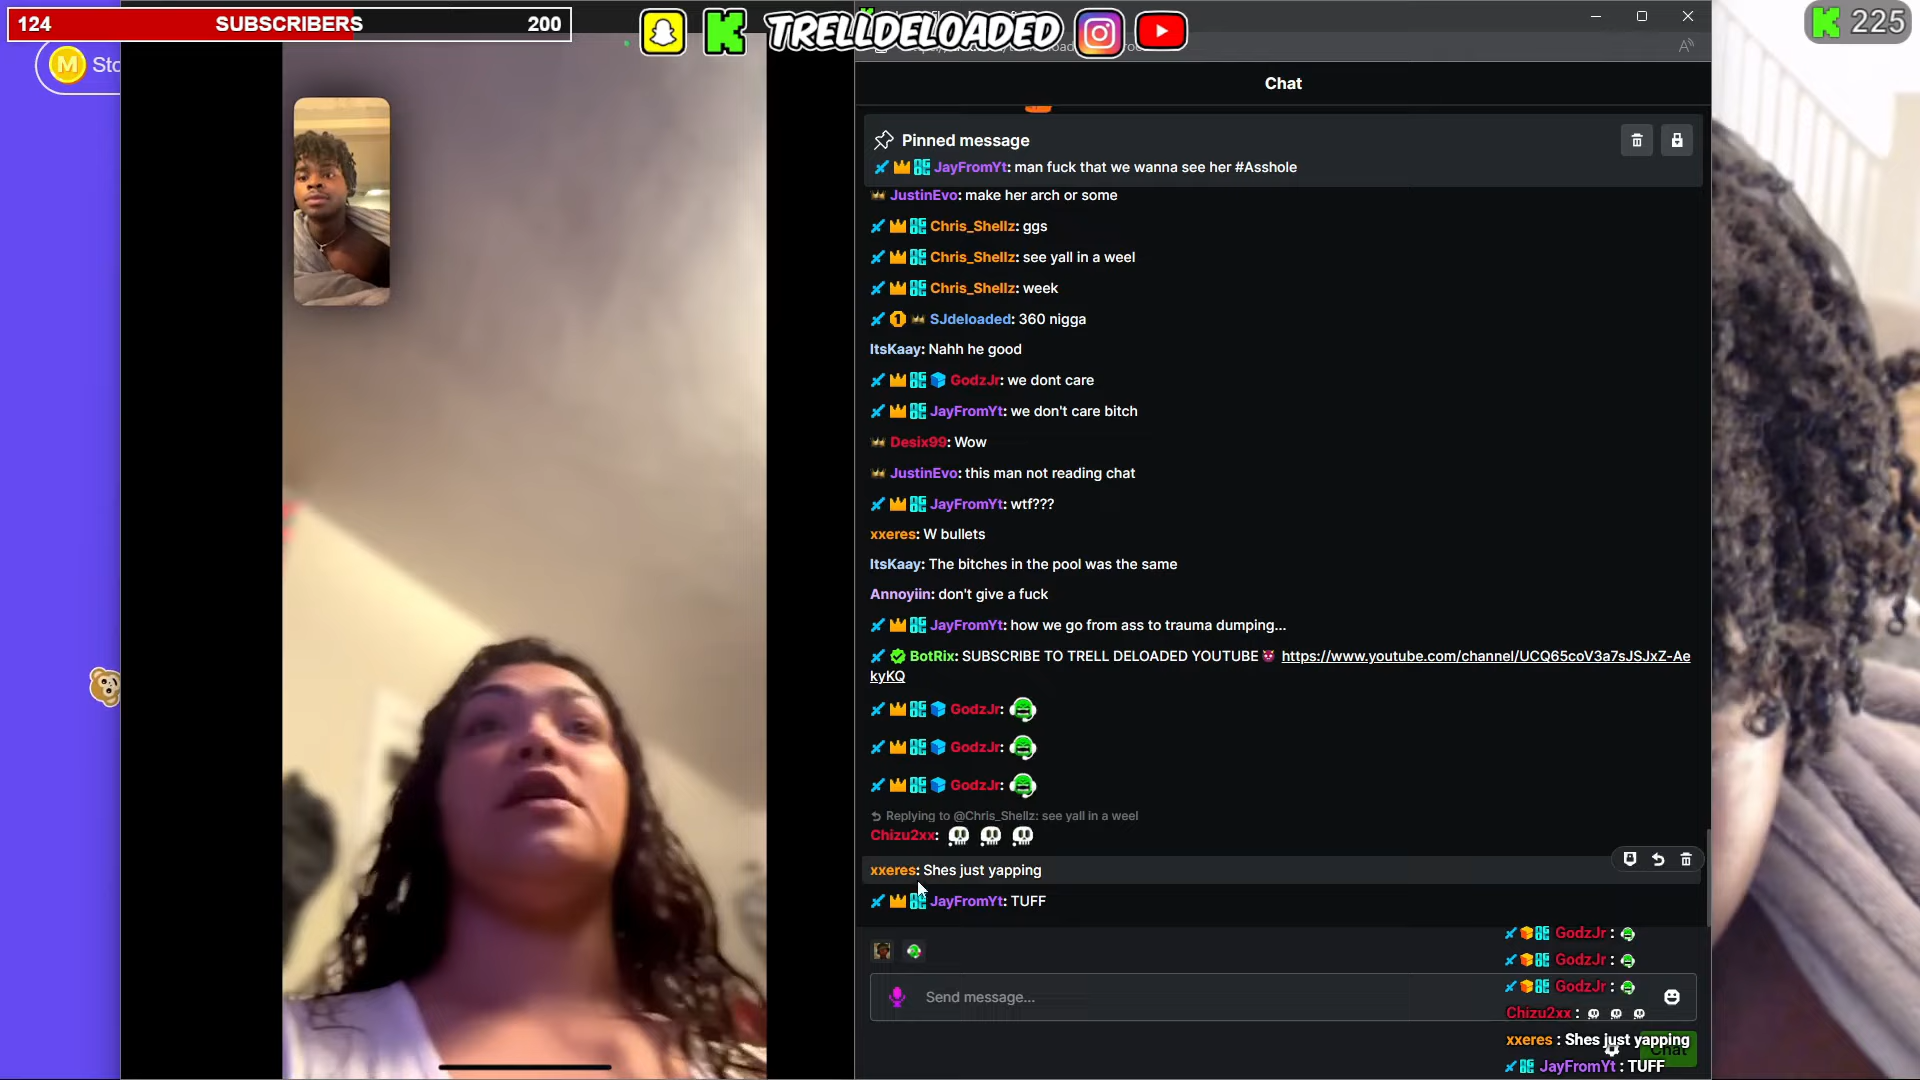 124 SUBSCRIBERS 200
TRELLDELOADED
225
M Sto
Chat
Pinned message
JayFromYt: man fuck that we wanna see her #Asshole
JustinEvo: make her arch or some
Chris_Shellz: ggs
Chris_Shellz: see yall in a weel
Chris_Shellz: week
SJdeloaded: 360 nigga
ItsKaay: Nahh he good
GodzJr: we dont care
JayFromYt: we don't care bitch
Desix99: Wow
JustinEvo: this man not reading chat
JayFromYt: wtf???
xxeres: W bullets
ItsKaay: The bitches in the pool was the same
Annoyiin: don't give a fuck
JayFromYt: how we go from ass to trauma dumping...
BotRix: SUBSCRIBE TO TRELL DELOADED YOUTUBE https://www.youtube.com/channel/UCQ65coV3a7sJSJxZ-Ae
kyKQ
GodzJr:
GodzJr:
GodzJr:
Replying to @Chris_Shellz: see yall in a weel
Chizu2xx:
xxeres: Shes just yapping
JayFromYt: TUFF
Send message...
GodzJr :
GodzJr :
GodzJr :
Chizu2xx :
xxeres : Shes just yapping
Chat
JayFromYt : TUFF